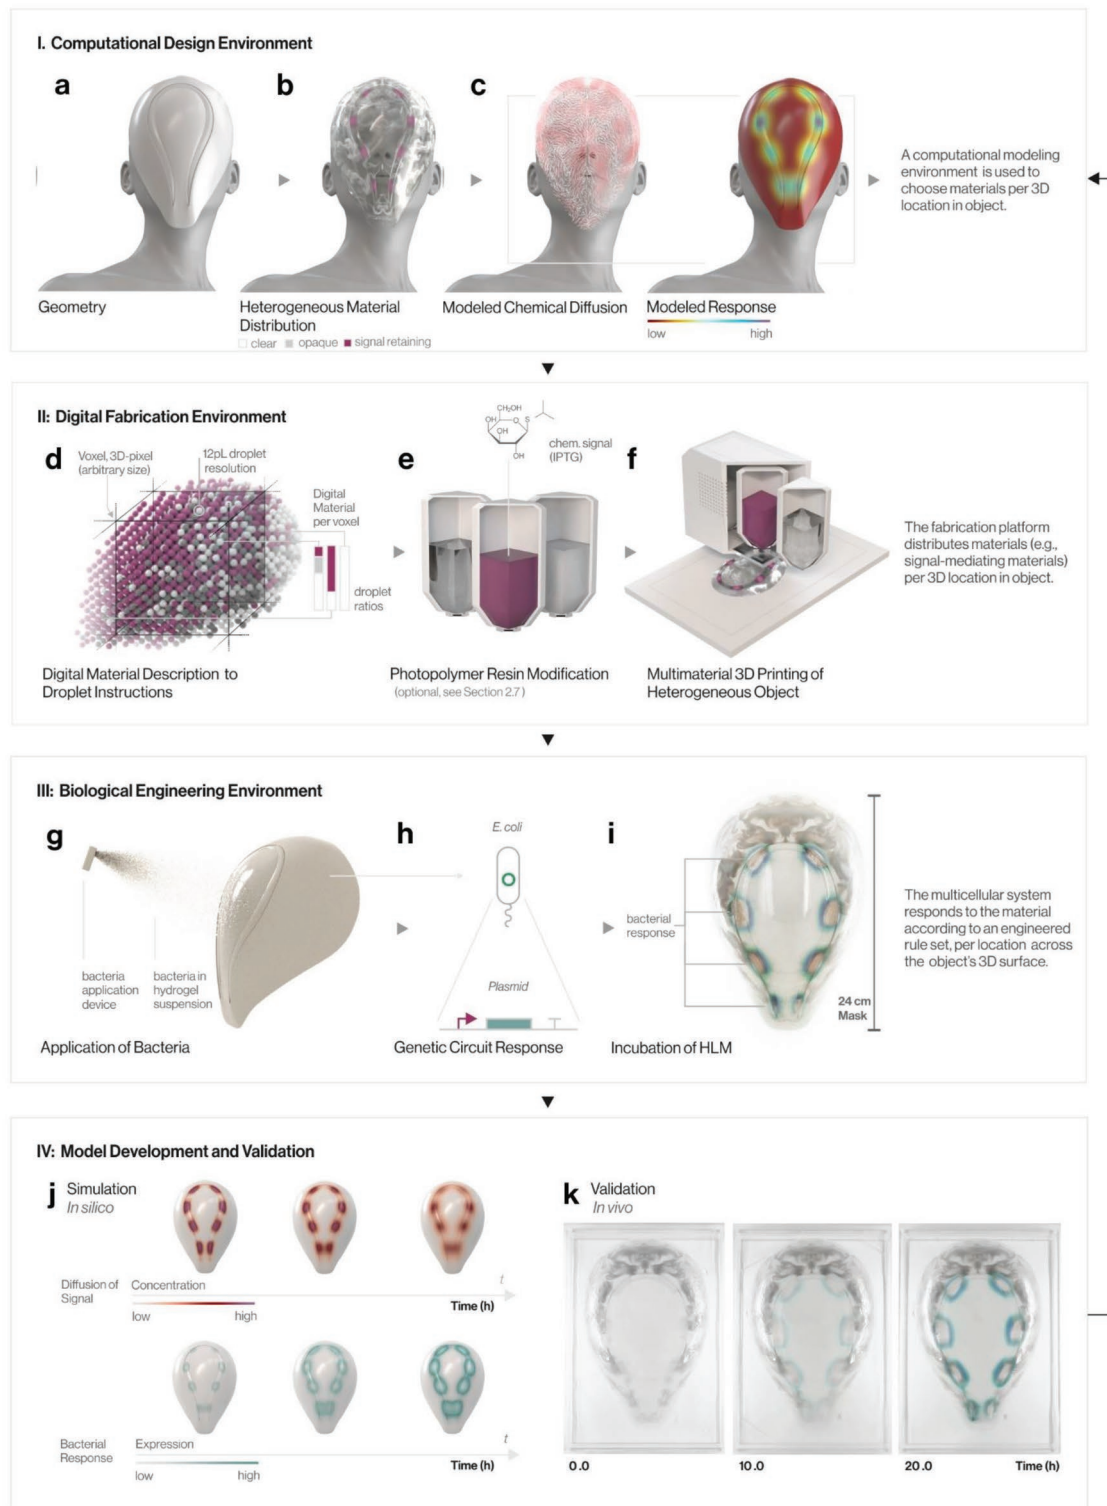 I. Computational Design Environment
a
b
c
A computational modeling
environment is used to
choose materials per 3D
location in object.
Geometry
Heterogeneous Material
Distribution
clear opaque signal retaining
Modeled Chemical Diffusion
Modeled Response
low high
II: Digital Fabrication Environment
d
Voxel, 3D-pixel
(arbitrary size)
12pL droplet
resolution
Digital
Material
per voxel
droplet
ratios
Digital Material Description to
Droplet Instructions
e
CH₂OH
OH
O
S
OH
OH
chem. signal
(IPTG)
Photopolymer Resin Modification
(optional, see Section 2.7)
f
Multimaterial 3D Printing of
Heterogeneous Object
The fabrication platform
distributes materials (e.g.,
signal-mediating materials)
per 3D location in object.
III: Biological Engineering Environment
g
bacteria
application
device
bacteria in
hydrogel
suspension
Application of Bacteria
h
E. coli
Plasmid
Genetic Circuit Response
i
bacterial
response
24 cm
Mask
Incubation of HLM
The multicellular system
responds to the material
according to an engineered
rule set, per location across
the object's 3D surface.
IV: Model Development and Validation
j Simulation
In silico
Diffusion of
Signal
Concentration
low high
t
Time (h)
Bacterial
Response
Expression
low high
t
Time (h)
k Validation
In vivo
0.0 10.0 20.0 Time (h)